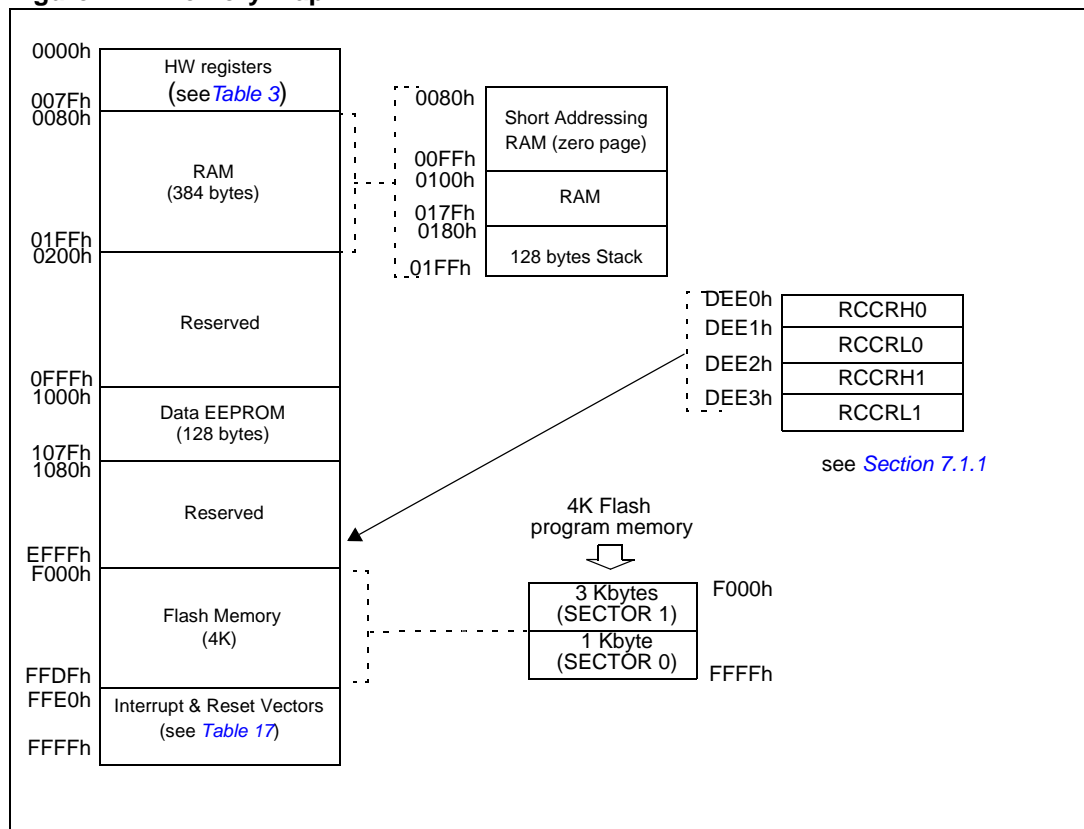 0000h
HW registers
(see Table 3)
007Fh
0080h
RAM
(384 bytes)
01FFh
0200h
Reserved
0FFFh
1000h
Data EEPROM
(128 bytes)
107Fh
1080h
Reserved
EFFFh
F000h
Flash Memory
(4K)
FFDFh
FFE0h
Interrupt & Reset Vectors
(see Table 17)
FFFFh
0080h
Short Addressing
RAM (zero page)
00FFh
0100h
RAM
017Fh
0180h
128 bytes Stack
01FFh
DEE0h
RCCRH0
DEE1h
RCCRL0
DEE2h
RCCRH1
DEE3h
RCCRL1
see Section 7.1.1
4K Flash
program memory
3 Kbytes
(SECTOR 1)
F000h
1 Kbyte
(SECTOR 0)
FFFFh